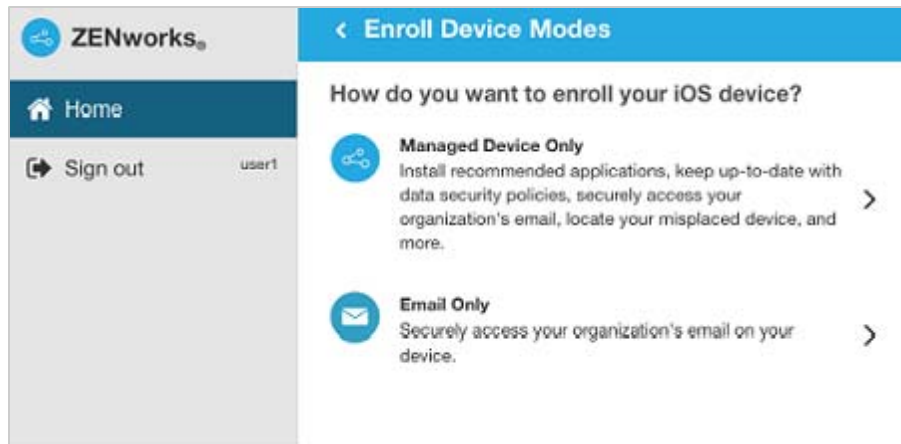 ZENworks®
Home
Sign out user1
Enroll Device Modes
How do you want to enroll your iOS device?
Managed Device Only
Install recommended applications, keep up-to-date with
data security policies, securely access your
organization's email, locate your misplaced device, and
more.
Email Only
Securely access your organization's email on your
device.